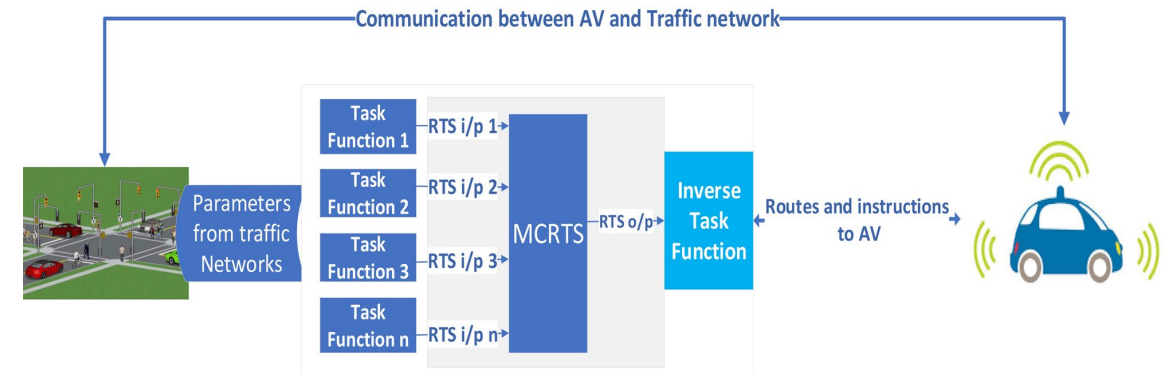 Communication between AV and Traffic network
Task
Function 1
RTS i/p 1
Task
Function 2
RTS i/p 2
Parameters
from traffic
Networks
MCRTS
RTS o/p
Inverse
Task
Function
Routes and instructions
to AV
Task
Function 3
RTS i/p 3
Task
Function n
RTS i/p n